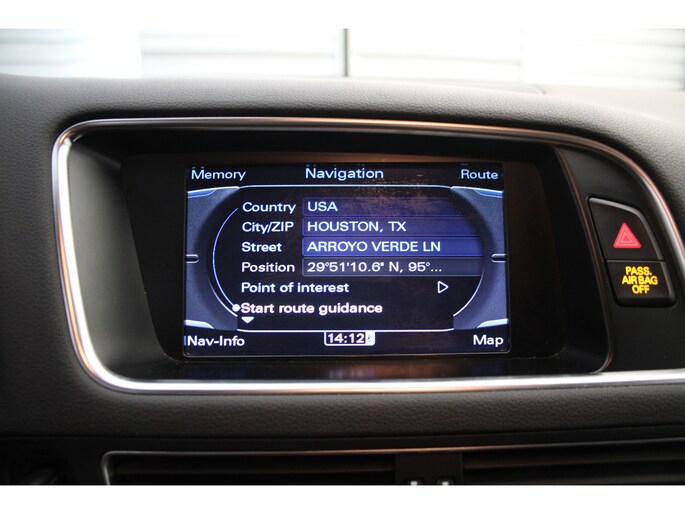 Memory Navigation Route
Country USA
City/ZIP HOUSTON, TX
Street ARROYO VERDE LN
Position 29°51'10.6" N, 95°...
Point of interest
Start route guidance
Nav-Info 14:12 Map
PASS.
AIR BAG
OFF